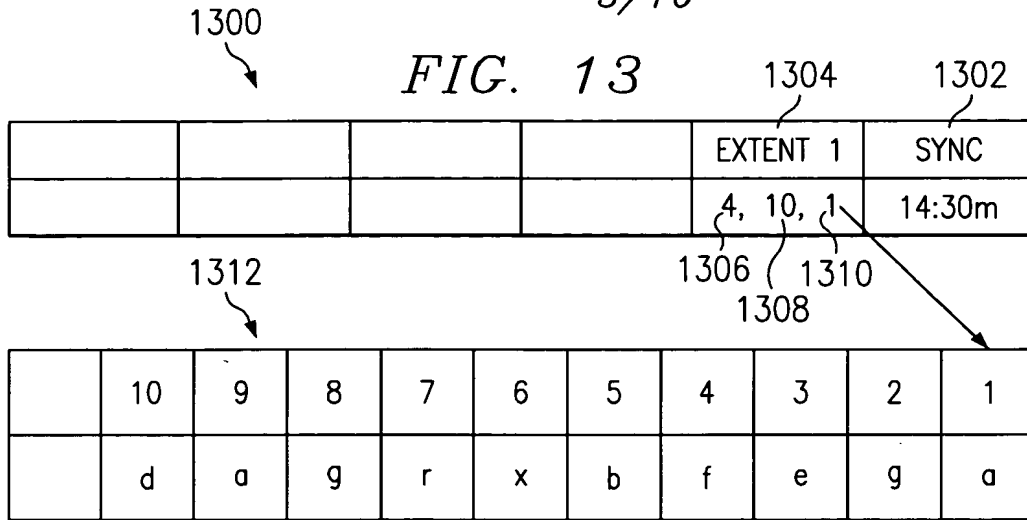 1300
FIG. 13
1304
1302
EXTENT 1 SYNC
4, 10, 1 14:30m
1306 1310
1308
1312
10 9 8 7 6 5 4 3 2 1
d a g r x b f e g a